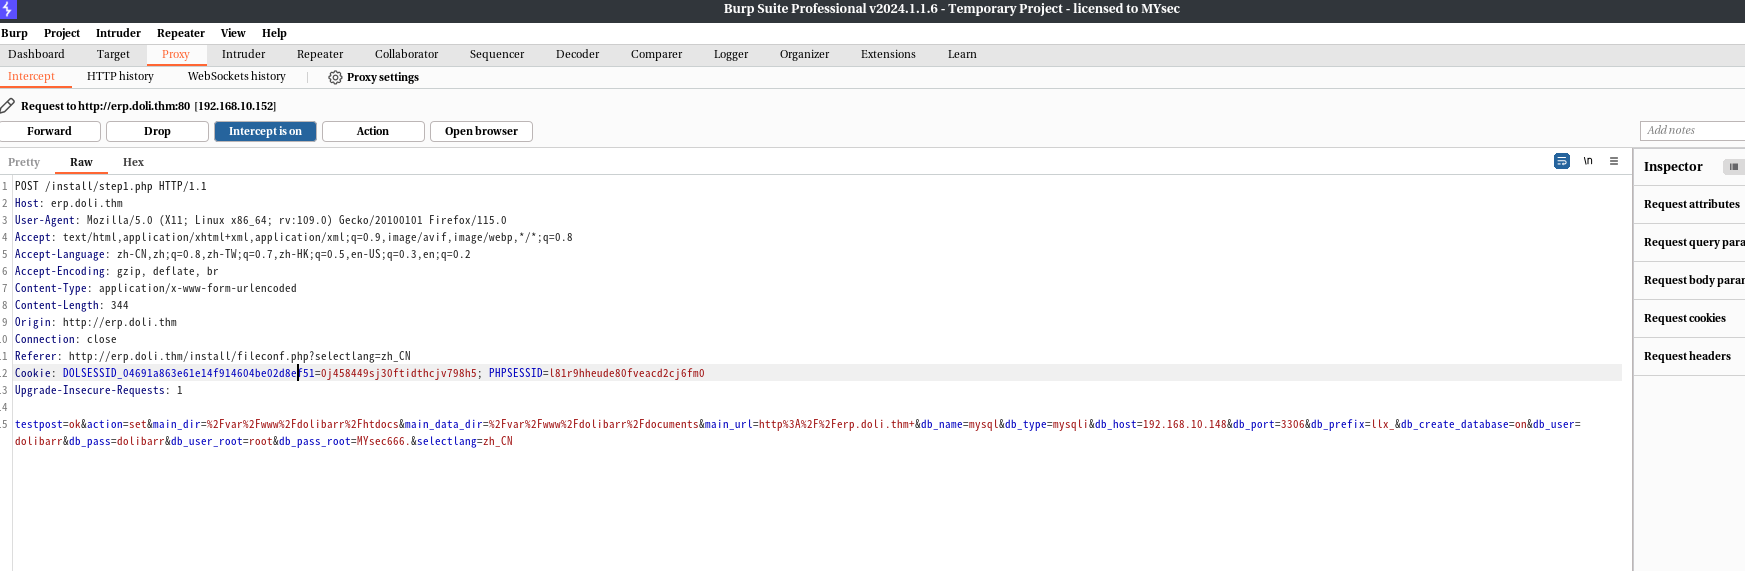 Burp Suite Professional v2024.1.1.6 - Temporary Project - licensed to MYsec
Burp Project Intruder Repeater View Help
Dashboard Target Proxy Intruder Repeater Collaborator Sequencer Decoder Comparer Logger Organizer Extensions Learn
Intercept HTTP history WebSockets history Proxy settings
Request to http://erp.doli.thm:80 [192.168.10.152]
Forward Drop Intercept is on Action Open browser Add notes
Pretty Raw Hex \n
Inspector
1 POST /install/step1.php HTTP/1.1
2 Host: erp.doli.thm
3 User-Agent: Mozilla/5.0 (X11; Linux x86_64; rv:109.0) Gecko/20100101 Firefox/115.0
4 Accept: text/html,application/xhtml+xml,application/xml;q=0.9,image/avif,image/webp,*/*;q=0.8
5 Accept-Language: zh-CN,zh;q=0.8,zh-TW;q=0.7,zh-HK;q=0.5,en-US;q=0.3,en;q=0.2
6 Accept-Encoding: gzip, deflate, br
7 Content-Type: application/x-www-form-urlencoded
8 Content-Length: 344
9 Origin: http://erp.doli.thm
.0 Connection: close
.1 Referer: http://erp.doli.thm/install/fileconf.php?selectlang=zh_CN
.2 Cookie: DOLSESSID_04691a863e61e14f914604be02d8ef51=0j458449sj30ftidthcjv798h5; PHPSESSID=l81r9hheude80fveacd2cj6fm0
.3 Upgrade-Insecure-Requests: 1
.4
.5 testpost=ok&action=set&main_dir=%2Fvar%2Fwww%2Fdolibarr%2Fhtdocs&main_data_dir=%2Fvar%2Fwww%2Fdolibarr%2Fdocuments&main_url=http%3A%2F%2Ferp.doli.thm+&db_name=mysql&db_type=mysqli&db_host=192.168.10.148&db_port=3306&db_prefix=llx_&db_create_database=on&db_user=
dolibarr&db_pass=dolibarr&db_user_root=root&db_pass_root=MYsec666.&selectlang=zh_CN
Request attributes
Request query para
Request body param
Request cookies
Request headers